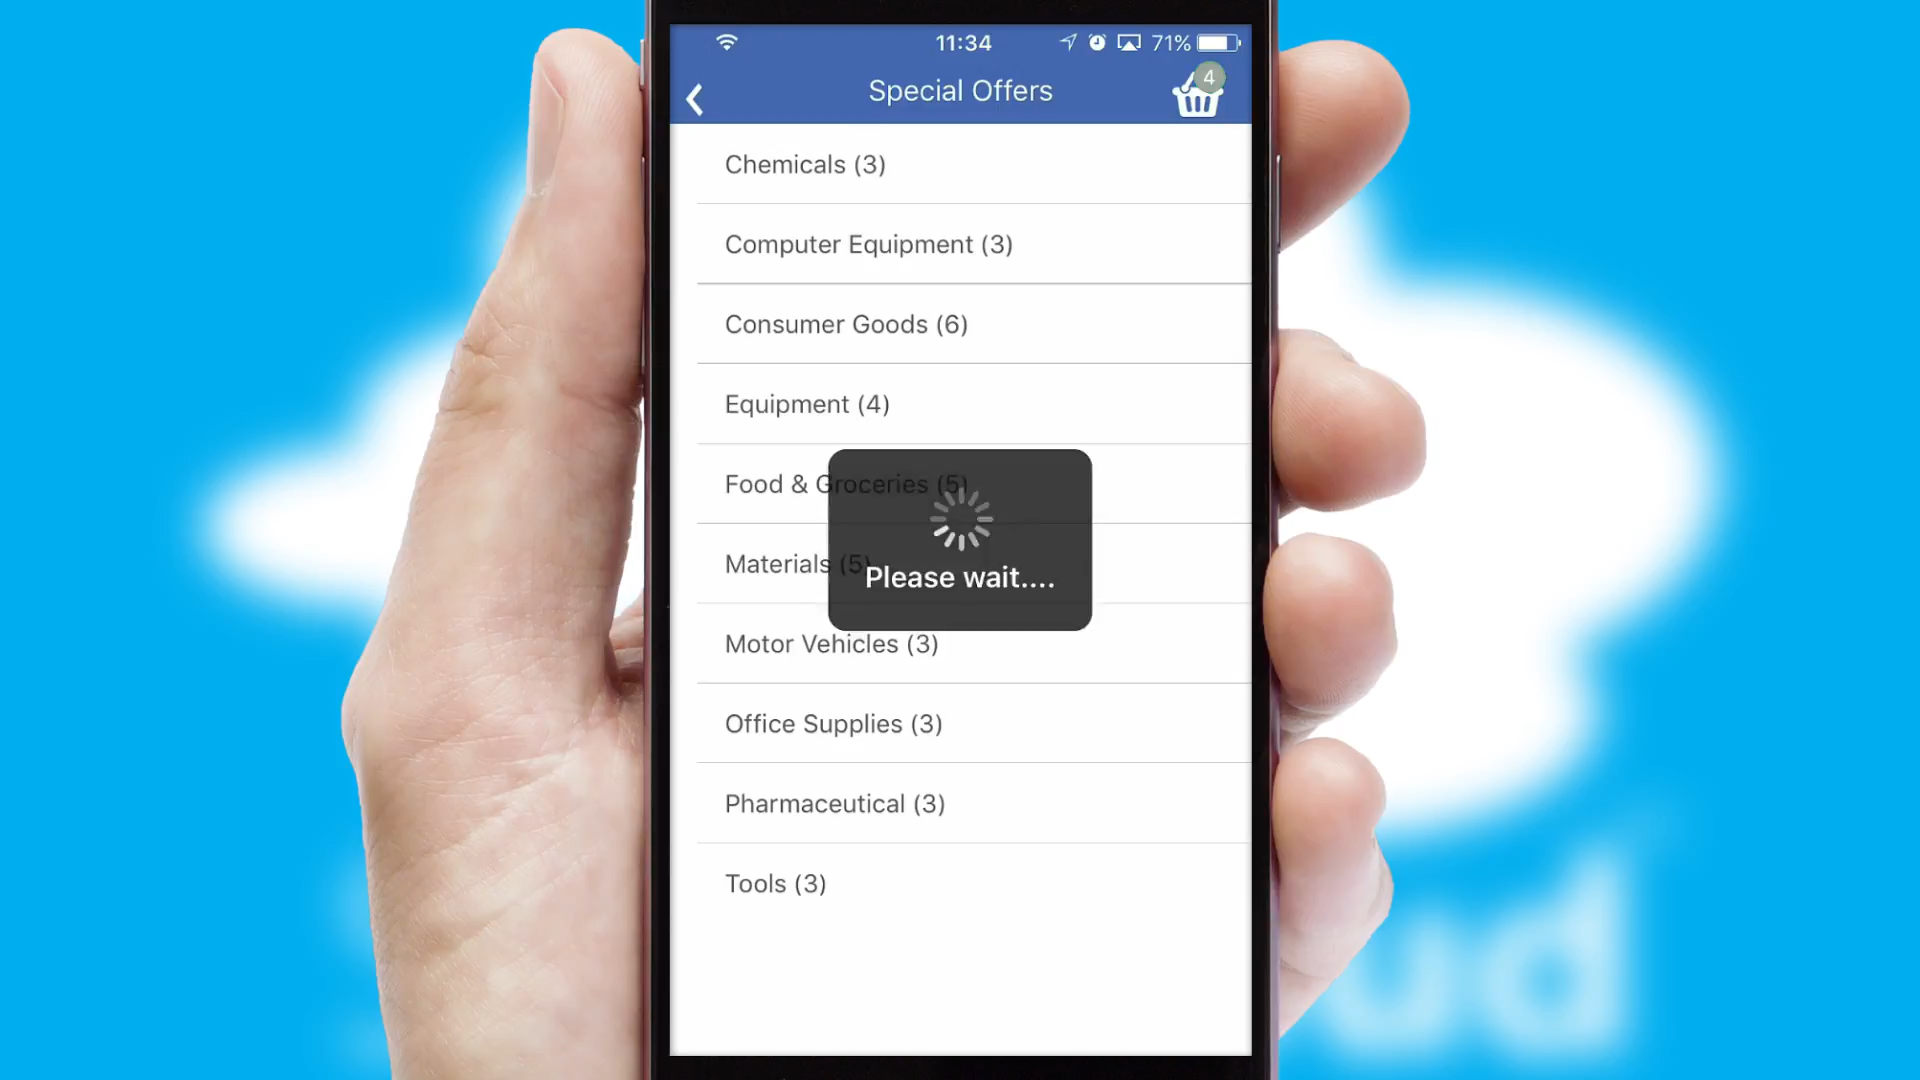 11:34
71%
Special Offers
4
Chemicals (3)
Computer Equipment (3)
Consumer Goods (6)
Equipment (4)
Food & Groceries (5)
Materials (5)
Please wait....
Motor Vehicles (3)
Office Supplies (3)
Pharmaceutical (3)
Tools (3)
ud